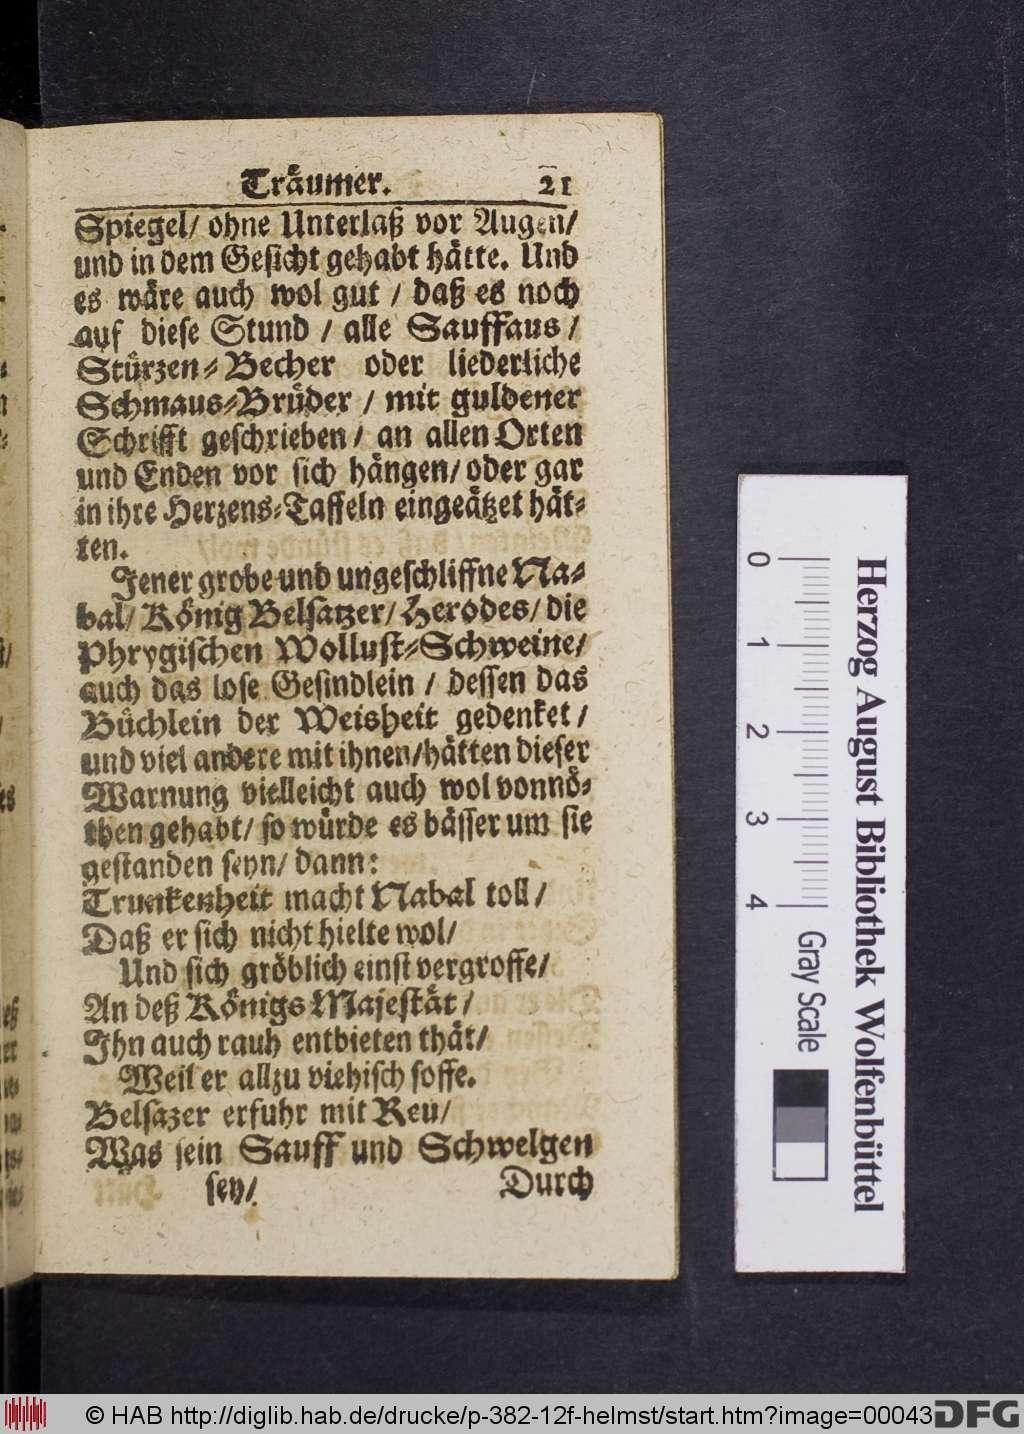 Träumer. 21
Spiegel/ ohne Unterlaß vor Augen/
und in dem Gesicht gehabt hätte. Und
es wäre auch wol gut / daß es noch
auf diese Stund / alle Sauffaus /
Stürzen-Becher oder liederliche
Schmaus-Brüder / mit guldener
Schrifft geschrieben / an allen Orten
und Enden vor sich hängen/ oder gar
in ihre Herzens-Taffeln eingeätzet hät-
ten.
Jener grobe und ungeschliffne Na-
bal/ König Belsatzer/ Herodes/ die
Phrygischen Wollust-Schweine/
auch das lose Gesindlein / dessen das
Büchlein der Weisheit gedenket /
und viel andere mit ihnen/hätten dieser
Warnung vielleicht auch wol vonnö-
then gehabt/ so würde es bässer um sie
gestanden seyn/ dann:
Trunkenheit macht Nabal toll /
Daß er sich nicht hielte wol/
Und sich gröblich einst vergroffe/
An deß Königs Majestät /
Ihn auch rauh entbieten thät/
Weil er allzu viehisch soffe.
Belsazer erfuhr mit Reu/
Was sein Sauff und Schwelgen
sey/ Durch
0 1 2 3 4 Gray Scale
Herzog August Bibliothek Wolfenbüttel
© HAB http://diglib.hab.de/drucke/p-382-12f-helmst/start.htm?image=00043
DFG